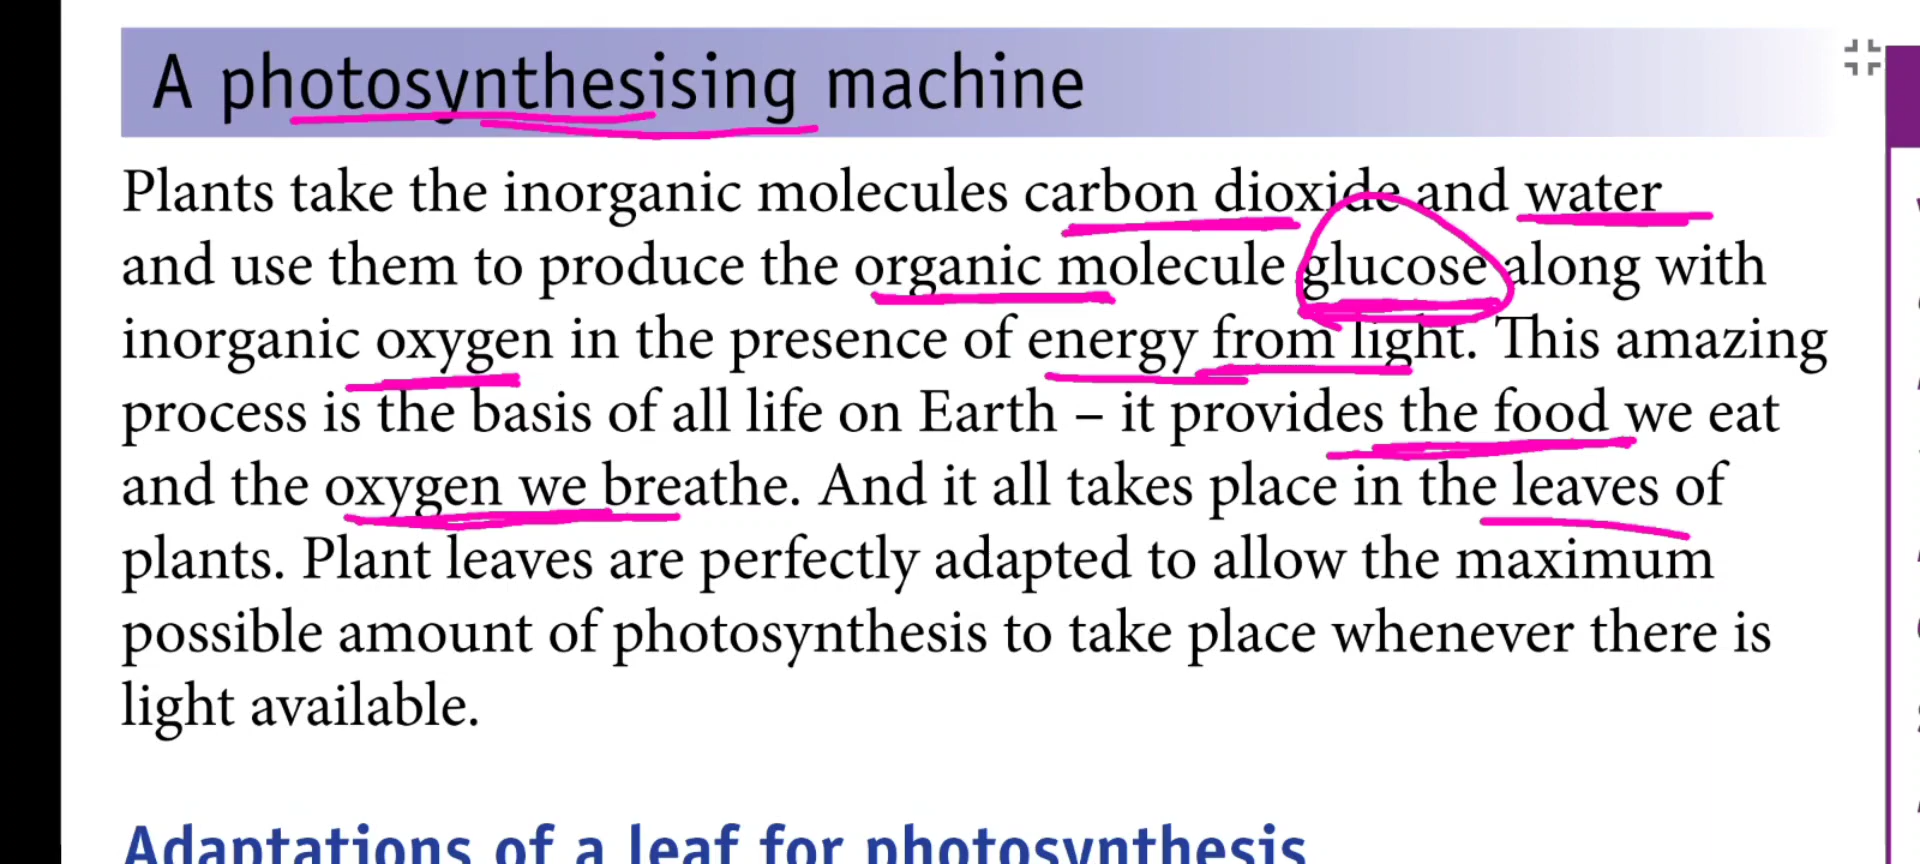 A photosynthesising machine
Plants take the inorganic molecules carbon dioxide and water
and use them to produce the organic molecule glucose along with
inorganic oxygen in the presence of energy from light. This amazing
process is the basis of all life on Earth – it provides the food we eat
and the oxygen we breathe. And it all takes place in the leaves of
plants. Plant leaves are perfectly adapted to allow the maximum
possible amount of photosynthesis to take place whenever there is
light available.
Adaptations of a leaf for photosynthesis